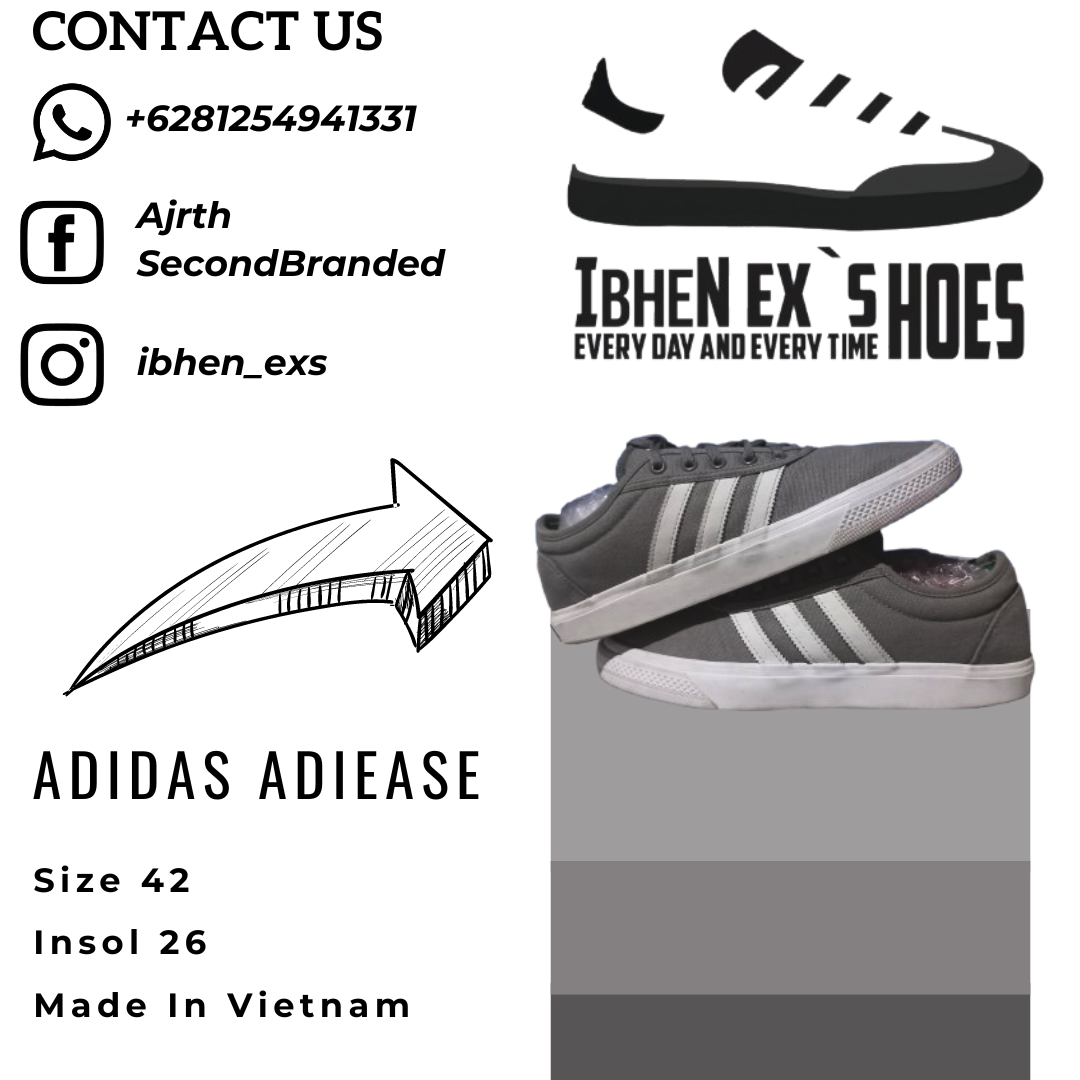 CONTACT US
+6281254941331
Ajrth
SecondBranded
ibhen_exs
IBHEN EX`SHOES
EVERY DAY AND EVERY TIME
ADIDAS ADIEASE
Size 42
Insol 26
Made In Vietnam